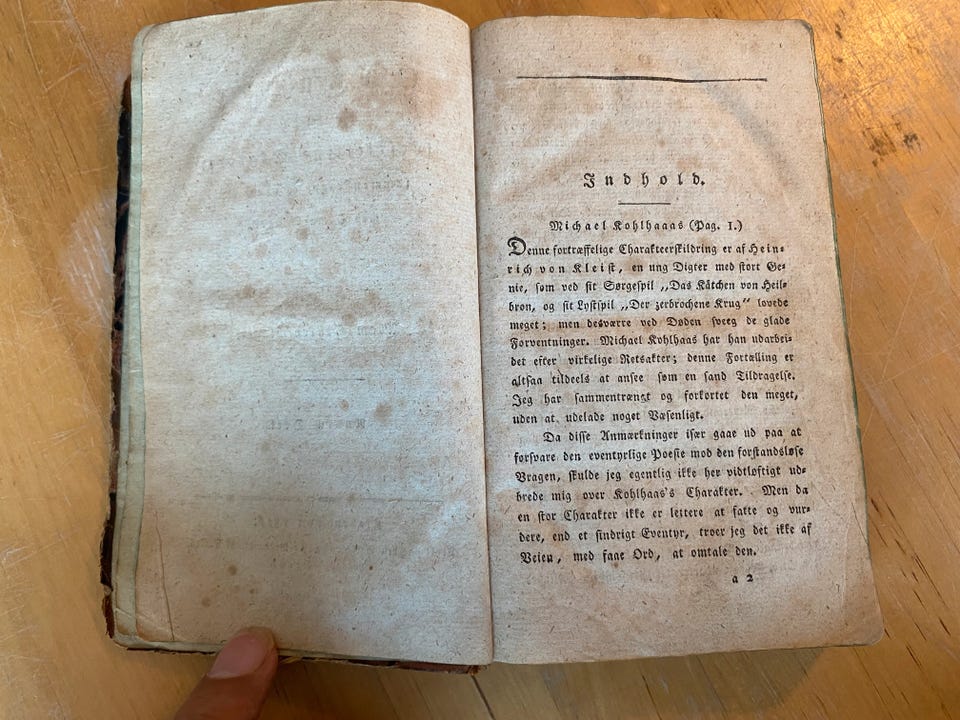 Indhold.
Michael Kohlhaaas (Pag. 1.)
Denne fortræffelige Charakteerskildring er af Hein-
rich von Kleist, en ung Digter med stort Ge-
nie, som ved sit Sørgespil „Das Kåtchen von Heil-
bron, og sit Lystspil „Der zerbrochene Krug“ lovede
meget; men desværre ved Døden sveeg de glade
Forventninger. Michael Kohlhaas har han udarbei-
det efter virkelige Retsakter; denne Fortælling er
altsaa tildeels at ansee som en sand Tildragelse.
Jeg har sammentrængt og forkortet den meget,
uden at udelade noget Væsenligt.
Da disse Anmærkninger især gaae ud paa at
forsvare den eventyrlige Poesie mod den forstandsløse
Vragen, skulde jeg egentlig ikke her vidtløftigt ud-
brede mig over Kohlhaas's Charakter. Men da
en stor Charakter ikke er lettere at fatte og vur-
dere, end et sindrigt Eventyr, troer jeg det ikke af
Veien, med faae Ord, at omtale den.
a 2